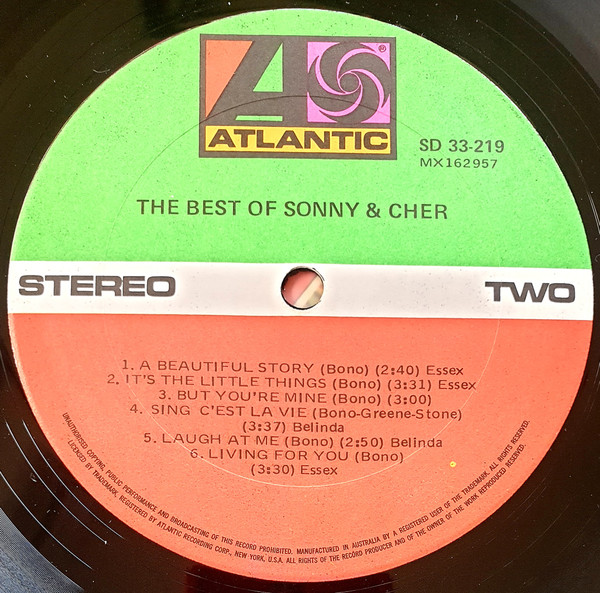 ATLANTIC
®
SD 33-219
MX162957
THE BEST OF SONNY & CHER
STEREO TWO
1. A BEAUTIFUL STORY (Bono) (2:40) Essex
2. IT'S THE LITTLE THINGS (Bono) (3:31) Essex
3. BUT YOU'RE MINE (Bono) (3:00)
4. SING C'EST LA VIE (Bono-Greene-Stone)
(3:37) Belinda
5. LAUGH AT ME (Bono) (2:50) Belinda
6. LIVING FOR YOU (Bono)
(3:30) Essex
UNAUTHORISED COPYING, PUBLIC PERFORMANCE AND BROADCASTING OF THIS RECORD PROHIBITED. MANUFACTURED IN AUSTRALIA BY A REGISTERED USER OF THE TRADEMARK. ALL RIGHTS RESERVED.
LICENSED BY TRADEMARK. REGISTERED BY ATLANTIC RECORDING CORP., NEW YORK, U.S.A. ALL RIGHTS OF THE RECORD PRODUCER AND OF THE OWNER OF THE WORK REPRODUCED RESERVED.